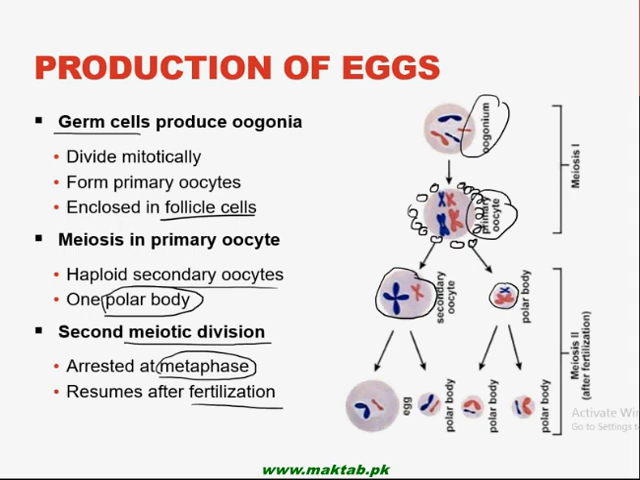 PRODUCTION OF EGGS
Germ cells produce oogonia
Divide mitotically
Form primary oocytes
Enclosed in follicle cells
Meiosis in primary oocyte
Haploid secondary oocytes
One polar body
Second meiotic division
Arrested at metaphase
Resumes after fertilization
oogonium
primary
oocyte
secondary
oocyte
polar body
egg
polar body
polar body
polar body
Meiosis I
Meiosis II
(after fertilization)
Activate Win
Go to Settings t
www.maktab.pk